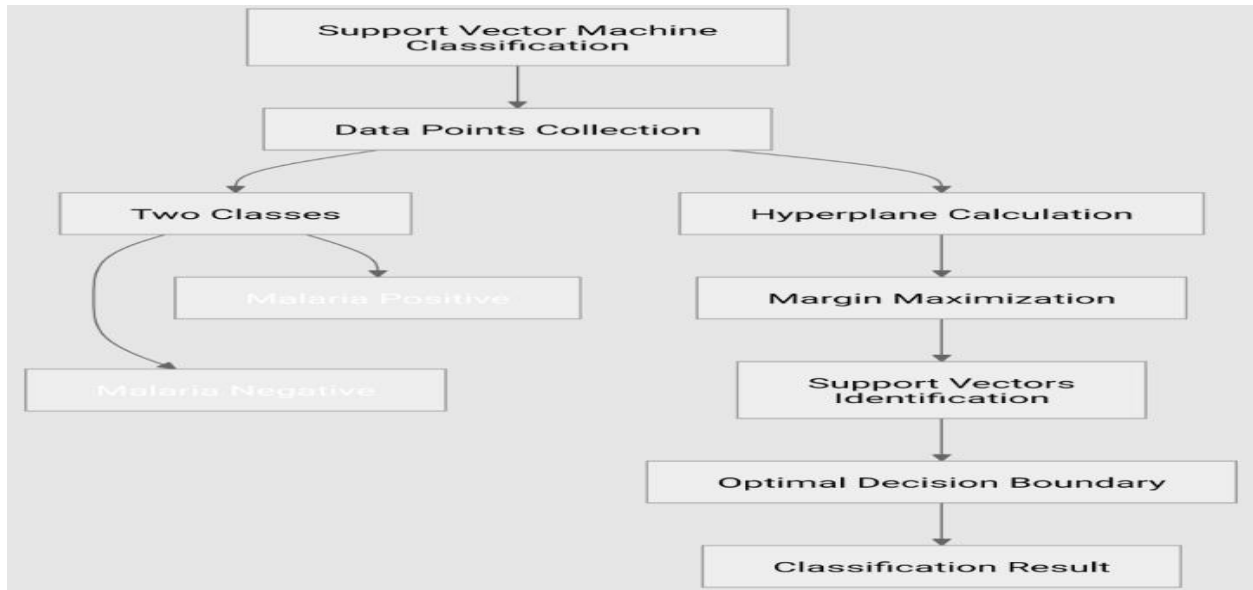 Support Vector Machine
Classification
Data Points Collection
Two Classes
Hyperplane Calculation
Malaria Positive
Margin Maximization
Malaria Negative
Support Vectors
Identification
Optimal Decision Boundary
Classification Result